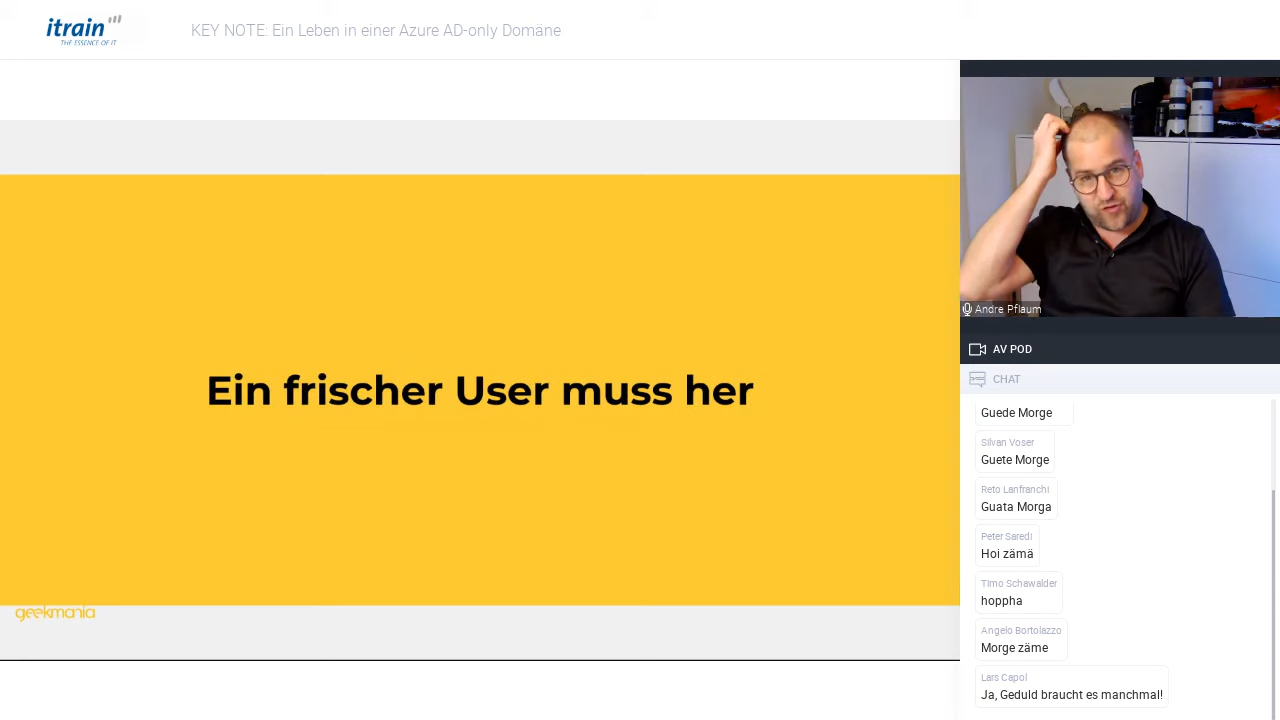 itrain
THE ESSENCE OF IT
KEY NOTE: Ein Leben in einer Azure AD-only Domäne
Ein frischer User muss her
geekmania
Andre Pflaum
AV POD
CHAT
Guede Morge
Silvan Voser
Guete Morge
Reto Lanfranchi
Guata Morga
Peter Saredi
Hoi zämä
Timo Schawalder
hoppha
Angelo Bortolazzo
Morge zäme
Lars Capol
Ja, Geduld braucht es manchmal!